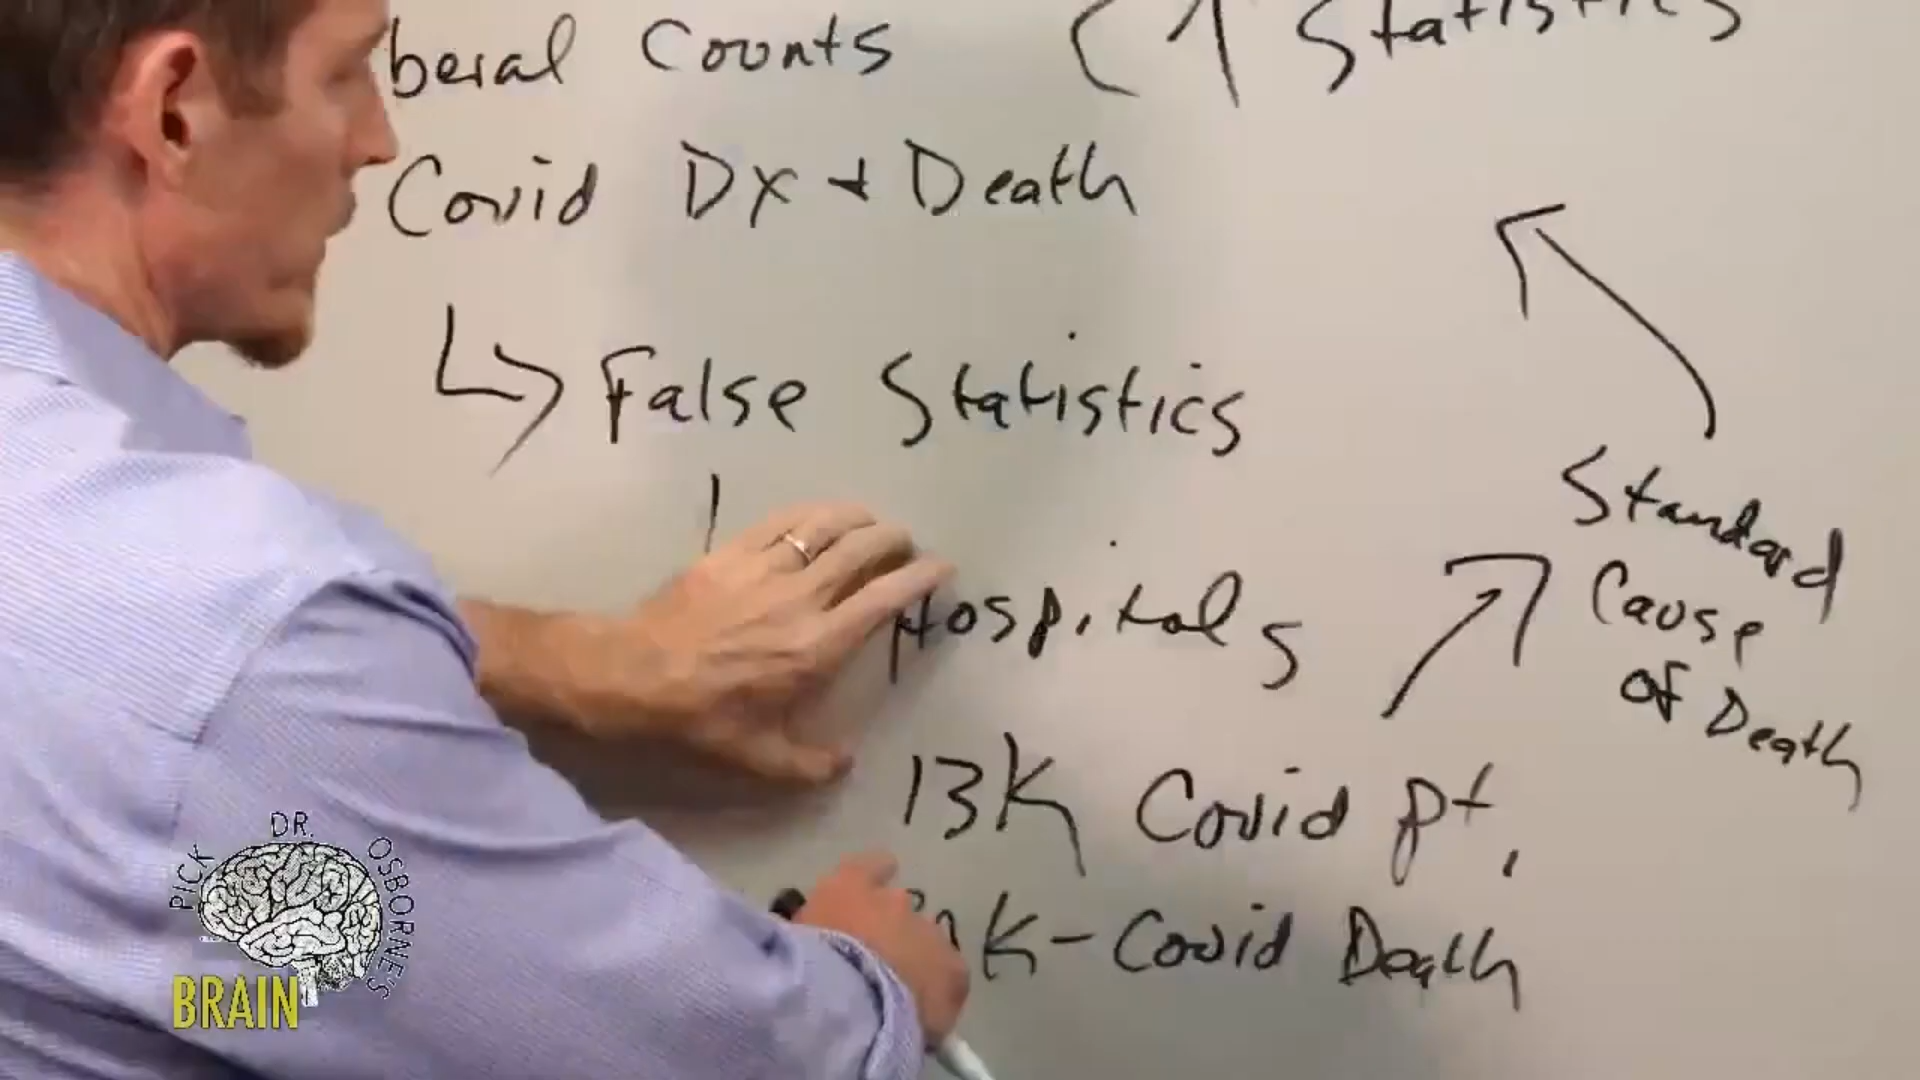 beral Counts
Statistics
Covid Dx + Death
False Statistics
Standard
Cause
of Death
Hospitals
13K Covid pt.
K - Covid Death
PICK DR. OSBORNE'S
BRAIN